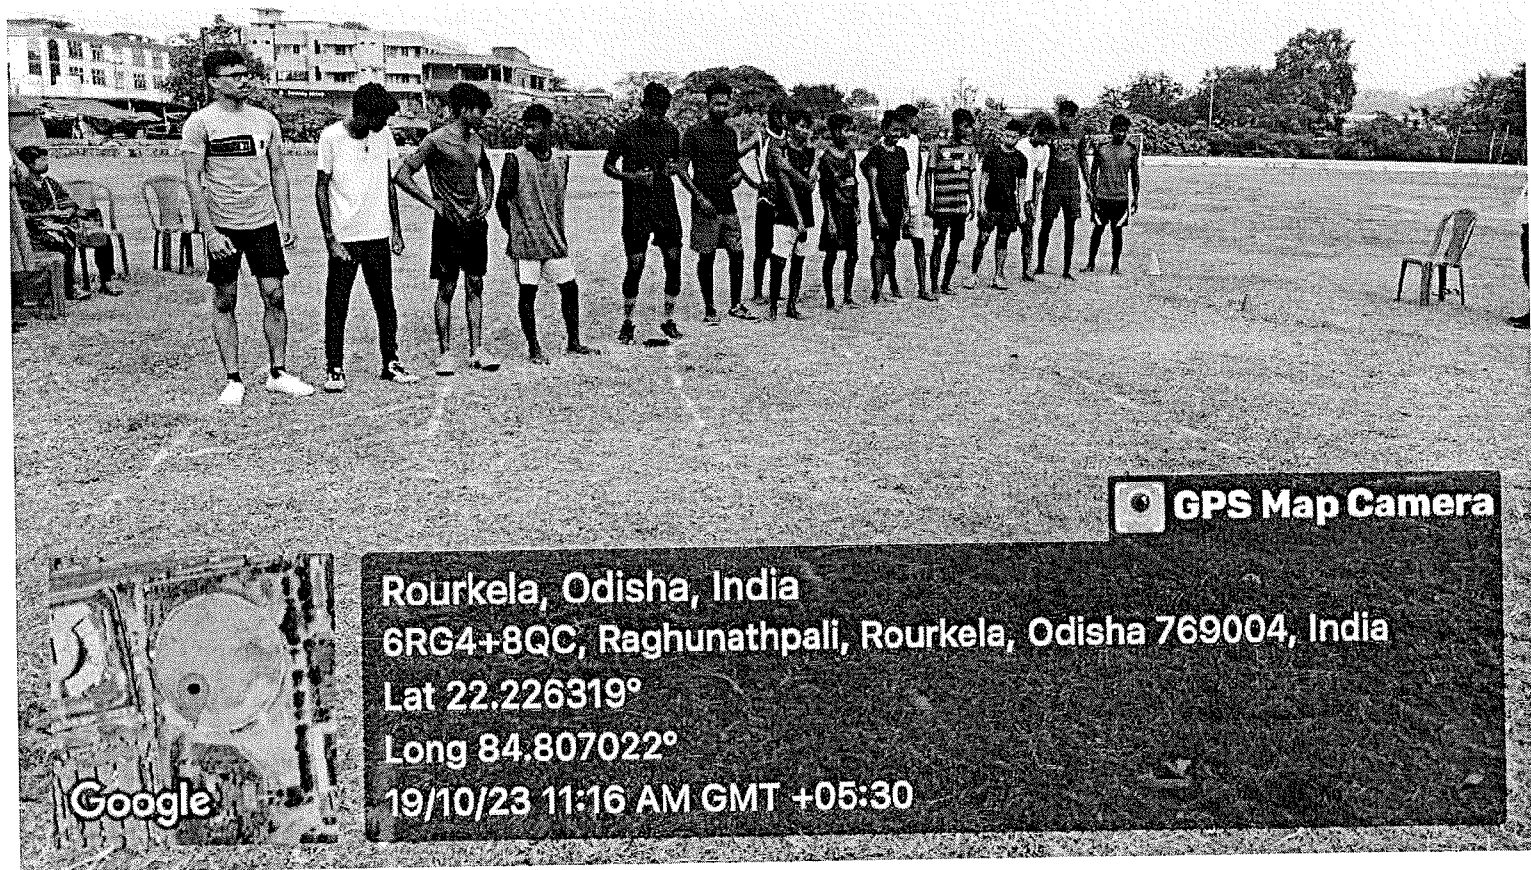 GPS Map Camera
Rourkela, Odisha, India
6RG4+8QC, Raghunathpali, Rourkela, Odisha 769004, India
Lat 22.226319°
Long 84.807022°
19/10/23 11:16 AM GMT +05:30
Google